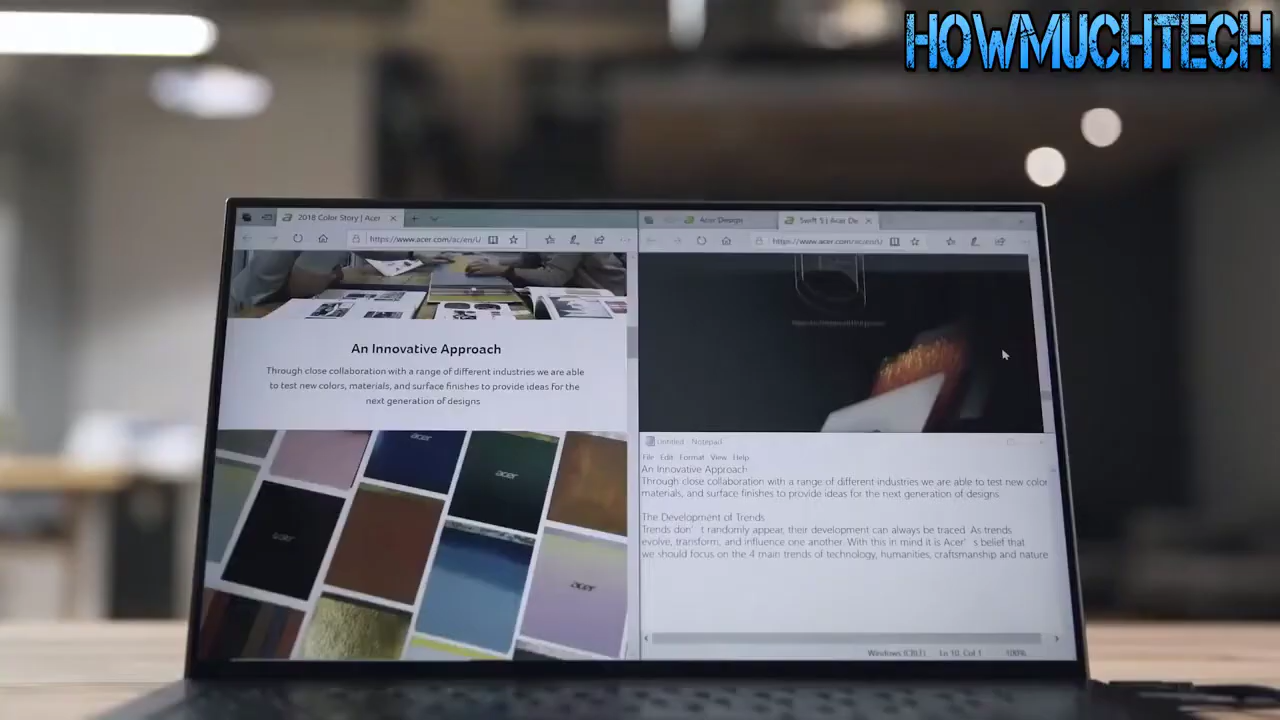 HOWMUCHTECH
2018 Color Story | Acer
https://www.acer.com/ac/en/U
An Innovative Approach
Through close collaboration with a range of different industries we are able
to test new colors, materials, and surface finishes to provide ideas for the
next generation of designs
acer
acer
acer
acer
Acer Design
Swift 5 | Acer De
https://www.acer.com/ac/en/U
Untitled - Notepad
File Edit Format View Help
An Innovative Approach
Through close collaboration with a range of different industries we are able to test new color
materials, and surface finishes to provide ideas for the next generation of designs
The Development of Trends
Trends don't randomly appear, their development can always be traced. As trends
evolve, transform, and influence one another. With this in mind it is Acer's belief that
we should focus on the 4 main trends of technology, humanities, craftsmanship and nature
Windows (CRLF) Ln 10, Col 1 100%